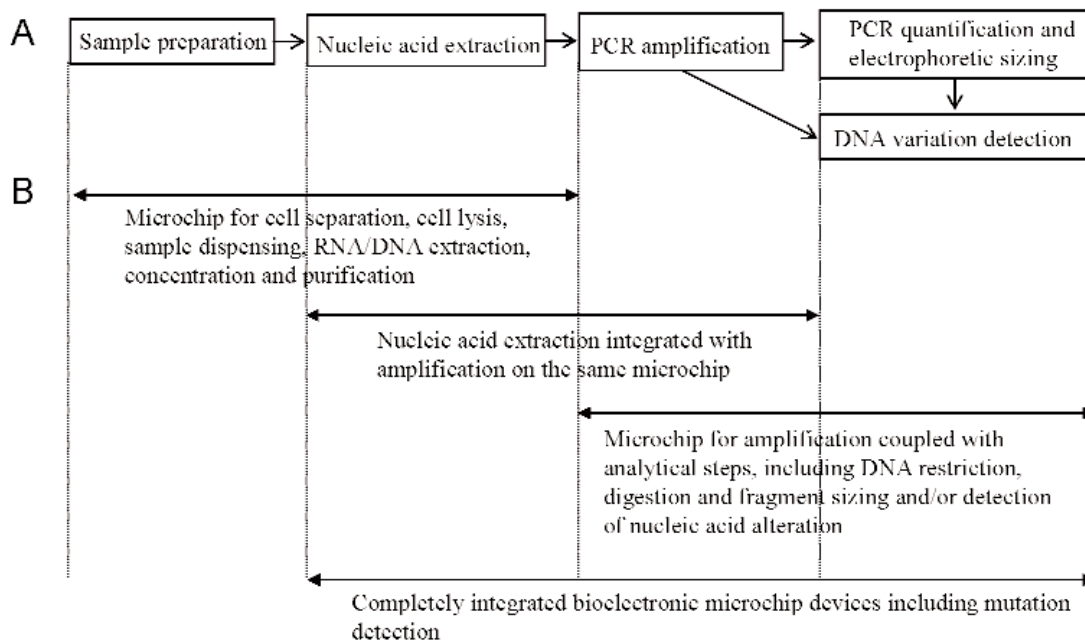 A
Sample preparation
Nucleic acid extraction
PCR amplification
PCR quantification and
electrophoretic sizing
DNA variation detection
B
Microchip for cell separation, cell lysis,
sample dispensing, RNA/DNA extraction,
concentration and purification
Nucleic acid extraction integrated with
amplification on the same microchip
Microchip for amplification coupled with
analytical steps, including DNA restriction,
digestion and fragment sizing and/or detection
of nucleic acid alteration
Completely integrated bioelectronic microchip devices including mutation
detection